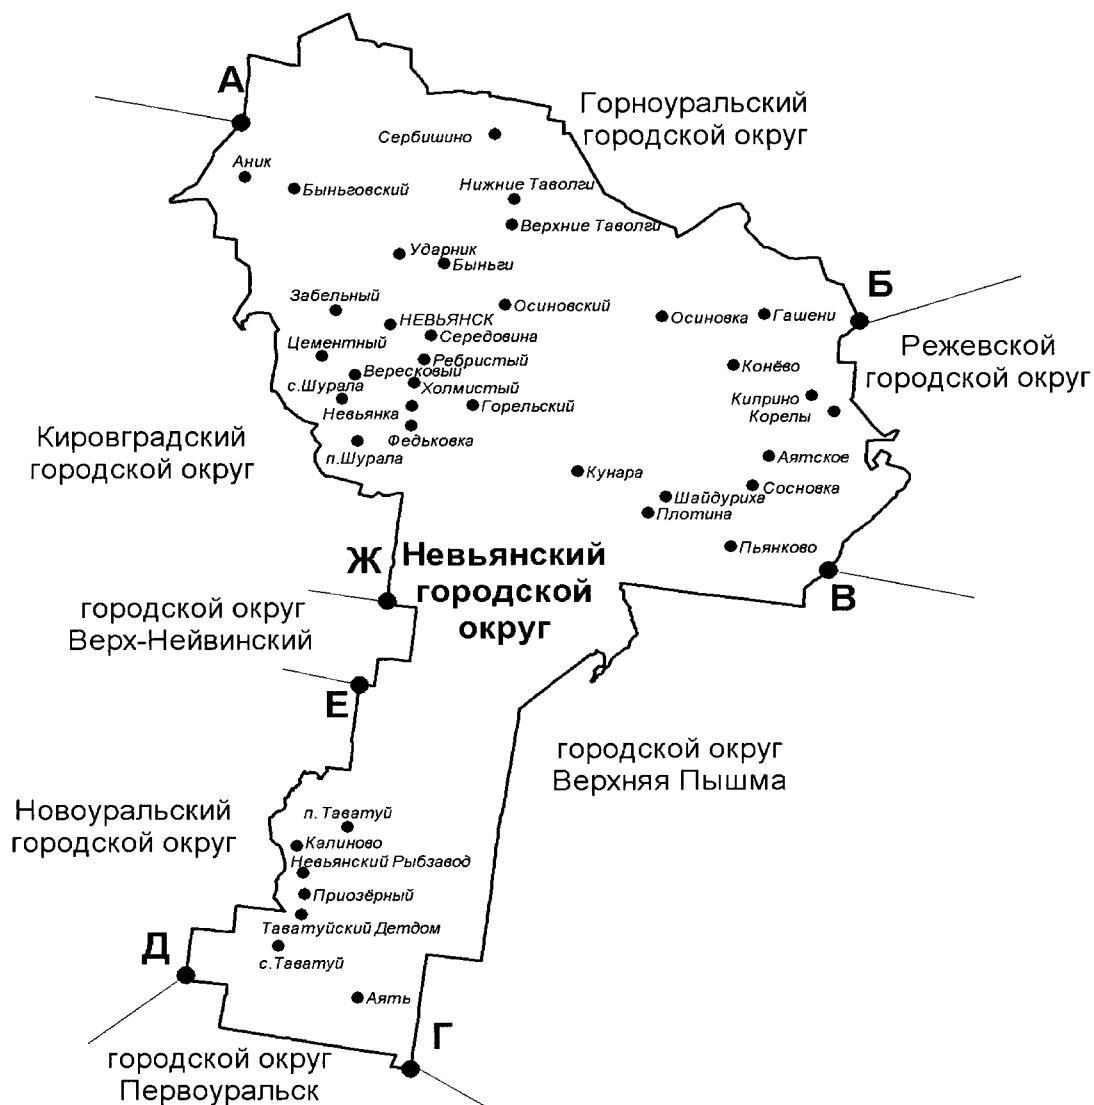 А
Горноуральский
городской округ
Сербишино
Аник
Быньговский
Нижние Таволги
Верхние Таволги
Ударник
Быньги
Б
Забельный
Осиновский
Осиновка
Гашени
НЕВЬЯНСК
Середовина
Цементный
Режевской
городской округ
Ребристый
Вересковый
Конёво
с.Шурала
Холмистый
Киприно
Корелы
Невьянка
Горельский
Федьковка
Кировградский
городской округ
п.Шурала
Аятское
Кунара
Сосновка
Шайдуриха
Плотина
Пьянково
Ж
Невьянский
городской
округ
В
городской округ
Верх-Нейвинский
Е
городской округ
Верхняя Пышма
Новоуральский
городской округ
п. Таватуй
Калиново
Невьянский Рыбзавод
Приозёрный
Таватуйский Детдом
Д
с.Таватуй
Аять
Г
городской округ
Первоуральск